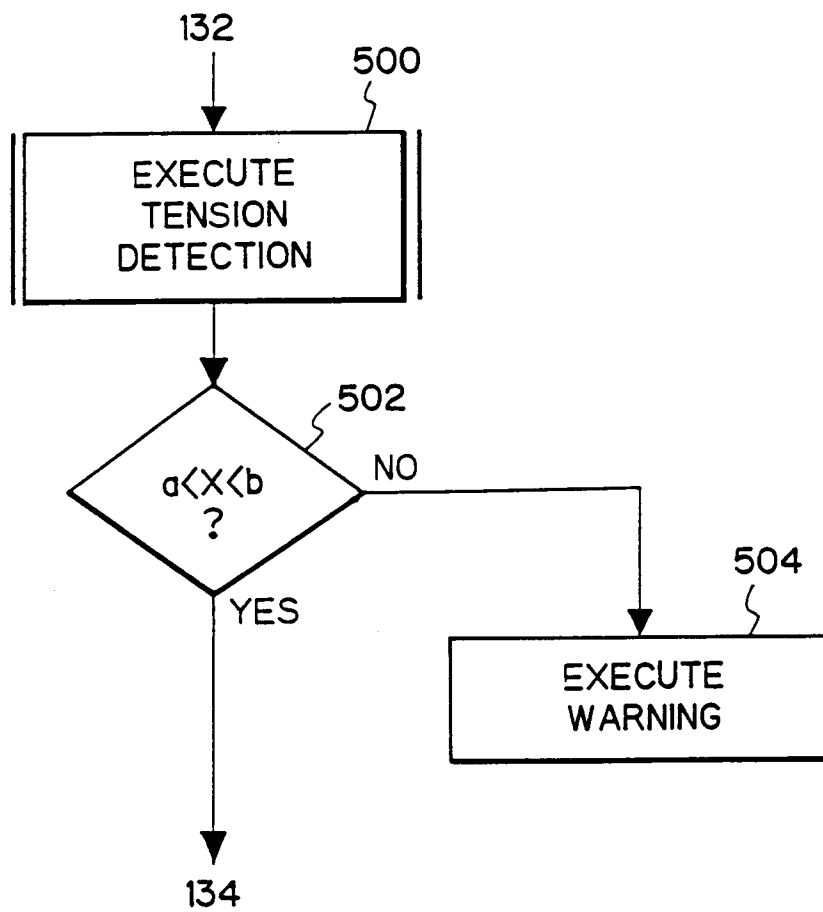 132
500
EXECUTE
TENSION
DETECTION
502
a<X<b
?
NO
YES
504
EXECUTE
WARNING
134